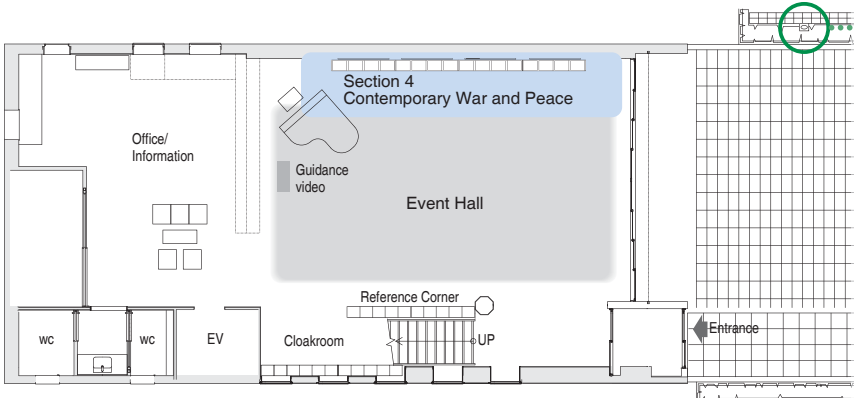 Section 4
Contemporary War and Peace
Office/
Information
Guidance
video
Event Hall
Reference Corner
Entrance
wc
wc
EV
Cloakroom
UP